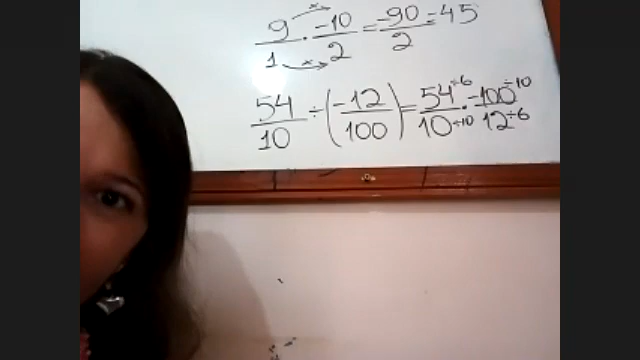 9/1 · -10/2 = -90/2 = 45
54/10 ÷ (-12/100) = 54÷6/10÷10 · -100÷10/12÷6